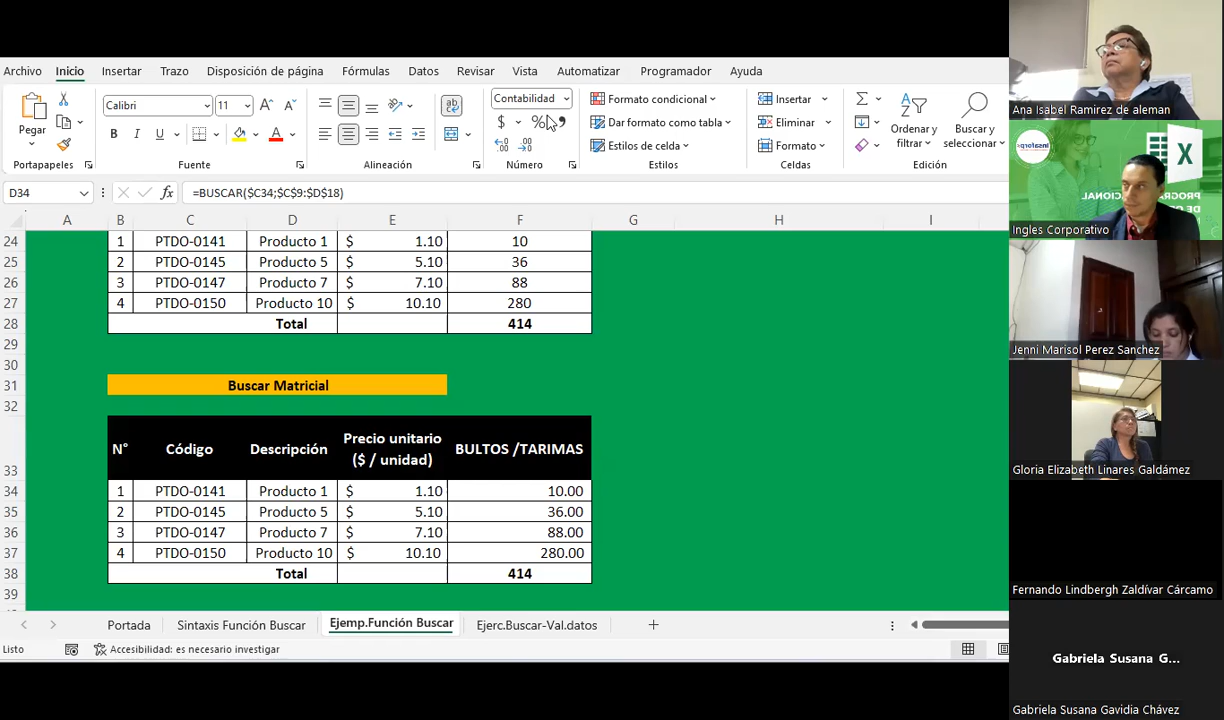 Archivo Inicio Insertar Trazo Disposición de página Fórmulas Datos Revisar Vista Automatizar Programador Ayuda
Pegar
Calibri 11
Contabilidad
Formato condicional
Dar formato como tabla
Estilos de celda
Insertar
Eliminar
Formato
Ordenar y filtrar
Buscar y seleccionar
Portapapeles Fuente Alineación Número Estilos Celdas Edición
D34 fx =BUSCAR($C34;$C$9:$D$18)
A B C D E F G H I
24 1 PTDO-0141 Producto 1 $ 1.10 10
25 2 PTDO-0145 Producto 5 $ 5.10 36
26 3 PTDO-0147 Producto 7 $ 7.10 88
27 4 PTDO-0150 Producto 10 $ 10.10 280
28 Total 414
29
30
31 Buscar Matricial
32
33 N° Código Descripción Precio unitario ($ / unidad) BULTOS /TARIMAS
34 1 PTDO-0141 Producto 1 $ 1.10 10.00
35 2 PTDO-0145 Producto 5 $ 5.10 36.00
36 3 PTDO-0147 Producto 7 $ 7.10 88.00
37 4 PTDO-0150 Producto 10 $ 10.10 280.00
38 Total 414
39
Portada Sintaxis Función Buscar Ejemp.Función Buscar Ejerc.Buscar-Val.datos
Listo Accesibilidad: es necesario investigar
Ana Isabel Ramirez de aleman
Ingles Corporativo
Jenni Marisol Perez Sanchez
Gloria Elizabeth Linares Galdámez
Fernando Lindbergh Zaldívar Cárcamo
Gabriela Susana G...
Gabriela Susana Gavidia Chávez